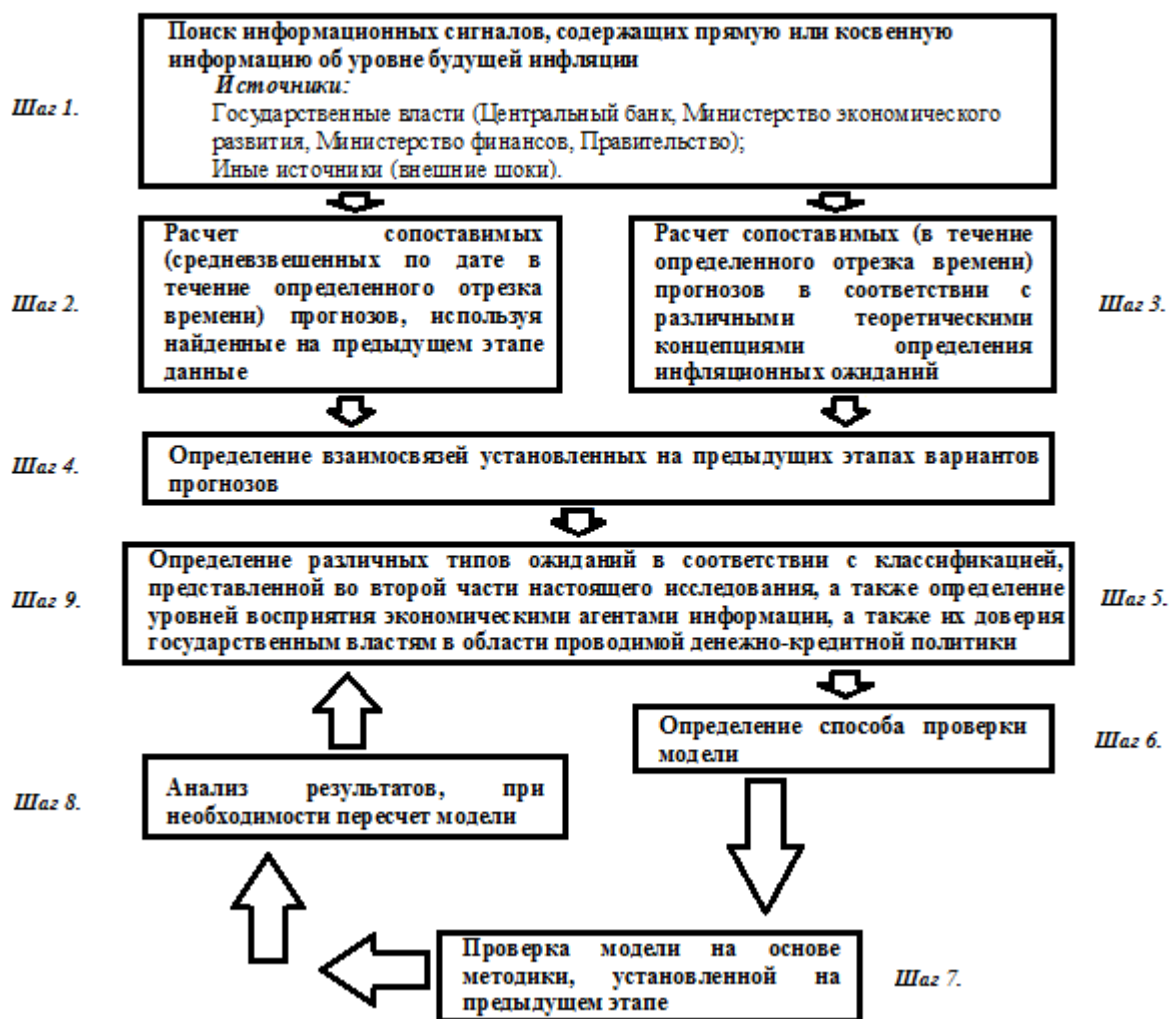 Шаг 1.
Поиск информационных сигналов, содержащих прямую или косвенную
информацию об уровне будущей инфляции
Источники:
Государственные власти (Центральный банк, Министерство экономического
развития, Министерство финансов, Правительство);
Иные источники (внешние шоки).
Шаг 2.
Расчет сопоставимых
(средневзвешенных по дате в
течение определенного отрезка
времени) прогнозов, используя
найденные на предыдущем этапе
данные
Расчет сопоставимых (в течение
определенного отрезка времени)
прогнозов в соответствии с
различными теоретическими
концепциями определения
инфляционных ожиданий
Шаг 3.
Шаг 4.
Определение взаимосвязей установленных на предыдущих этапах вариантов
прогнозов
Шаг 9.
Определение различных типов ожиданий в соответствии с классификацией,
представленной во второй части настоящего исследования, а также определение
уровней восприятия экономическими агентами информации, а также их доверия
государственным властям в области проводимой денежно-кредитной политики
Шаг 5.
Определение способа проверки
модели
Шаг 6.
Шаг 8.
Анализ результатов, при
необходимости пересчет модели
Проверка модели на основе
методики, установленной на
предыдущем этапе
Шаг 7.